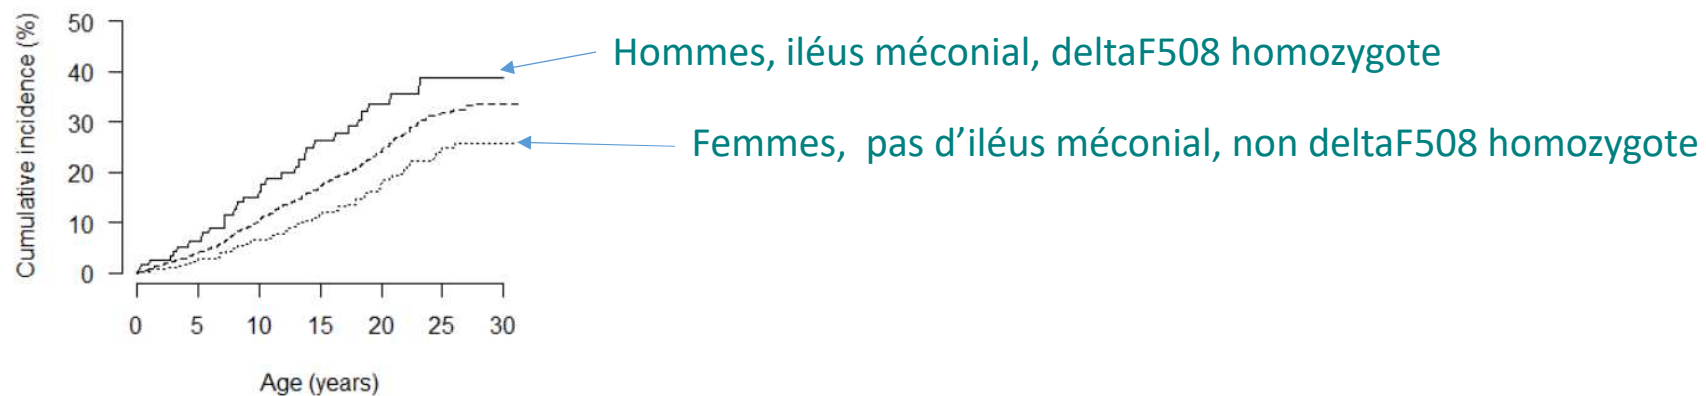 Cumulative incidence (%)
50
40
30
20
10
0
0 5 10 15 20 25 30
Age (years)
Hommes, iléus méconial, deltaF508 homozygote
Femmes, pas d’iléus méconial, non deltaF508 homozygote